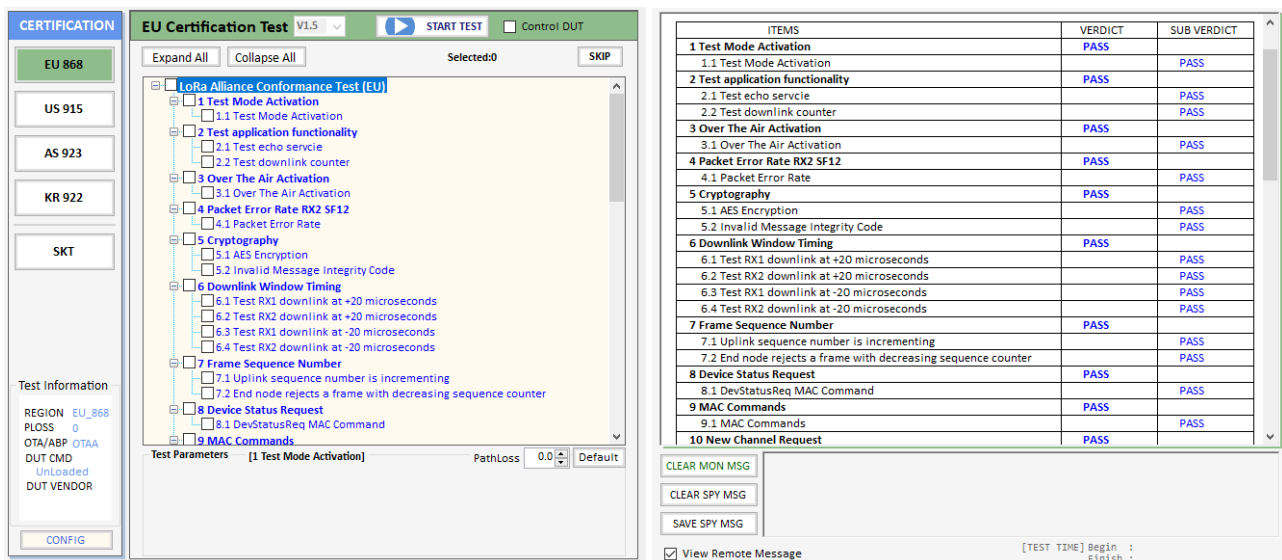 CERTIFICATION
EU 868
US 915
AS 923
KR 922
SKT
Test Information
REGION EU_868
PLOSS 0
OTA/ABP OTAA
DUT CMD
UnLoaded
DUT VENDOR
CONFIG
EU Certification Test V1.5 START TEST Control DUT
Expand All Collapse All Selected:0 SKIP
LoRa Alliance Conformance Test (EU)
1 Test Mode Activation
1.1 Test Mode Activation
2 Test application functionality
2.1 Test echo servcie
2.2 Test downlink counter
3 Over The Air Activation
3.1 Over The Air Activation
4 Packet Error Rate RX2 SF12
4.1 Packet Error Rate
5 Cryptography
5.1 AES Encryption
5.2 Invalid Message Integrity Code
6 Downlink Window Timing
6.1 Test RX1 downlink at +20 microseconds
6.2 Test RX2 downlink at +20 microseconds
6.3 Test RX1 downlink at -20 microseconds
6.4 Test RX2 downlink at -20 microseconds
7 Frame Sequence Number
7.1 Uplink sequence number is incrementing
7.2 End node rejects a frame with decreasing sequence counter
8 Device Status Request
8.1 DevStatusReq MAC Command
9 MAC Commands
Test Parameters [1 Test Mode Activation] PathLoss 0.0 Default
ITEMS VERDICT SUB VERDICT
1 Test Mode Activation PASS
1.1 Test Mode Activation PASS
2 Test application functionality PASS
2.1 Test echo servcie PASS
2.2 Test downlink counter PASS
3 Over The Air Activation PASS
3.1 Over The Air Activation PASS
4 Packet Error Rate RX2 SF12 PASS
4.1 Packet Error Rate PASS
5 Cryptography PASS
5.1 AES Encryption PASS
5.2 Invalid Message Integrity Code PASS
6 Downlink Window Timing PASS
6.1 Test RX1 downlink at +20 microseconds PASS
6.2 Test RX2 downlink at +20 microseconds PASS
6.3 Test RX1 downlink at -20 microseconds PASS
6.4 Test RX2 downlink at -20 microseconds PASS
7 Frame Sequence Number PASS
7.1 Uplink sequence number is incrementing PASS
7.2 End node rejects a frame with decreasing sequence counter PASS
8 Device Status Request PASS
8.1 DevStatusReq MAC Command PASS
9 MAC Commands PASS
9.1 MAC Commands PASS
10 New Channel Request PASS
CLEAR MON MSG
CLEAR SPY MSG
SAVE SPY MSG
View Remote Message
[TEST TIME] Begin :
Finish :